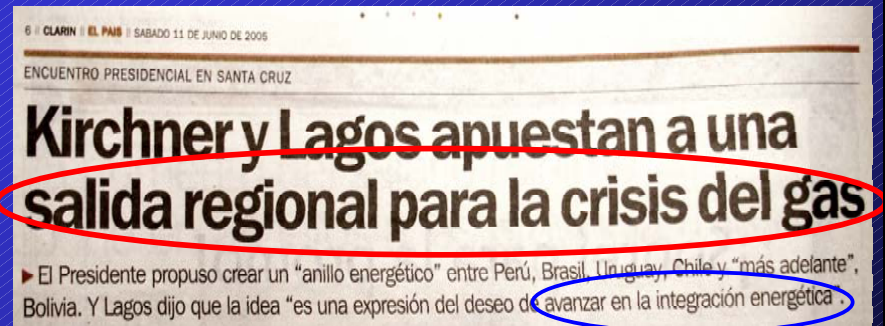 6 || CLARIN || EL PAIS || SABADO 11 DE JUNIO DE 2005
ENCUENTRO PRESIDENCIAL EN SANTA CRUZ
Kirchner y Lagos apuestan a una
salida regional para la crisis del gas
▶ El Presidente propuso crear un “anillo energético” entre Perú, Brasil, Uruguay, Chile y “más adelante”,
Bolivia. Y Lagos dijo que la idea “es una expresión del deseo de avanzar en la integración energética”.